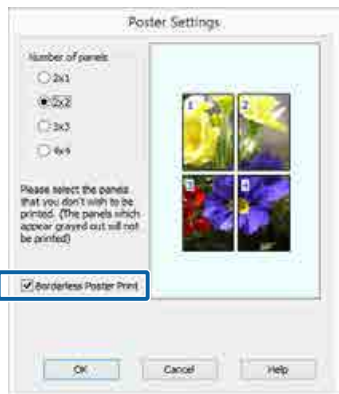 Poster Settings
Number of panels
2x1
2x2
3x3
4x4
1
2
3
4
Please select the panels
that you don't wish to be
printed. (The panels which
appear grayed out will not
be printed)
Borderless Poster Print
OK
Cancel
Help